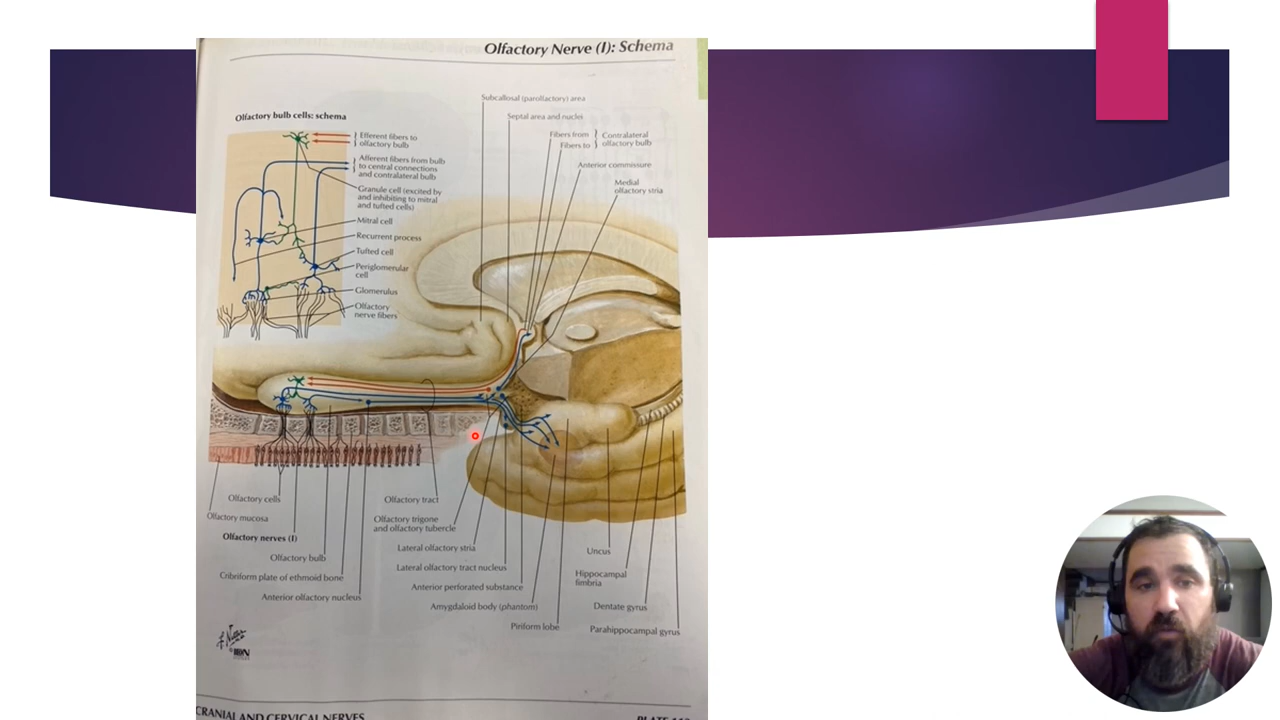 Olfactory Nerve (I): Schema
Subcallosal (parolfactory) area
Septal area and nuclei
Olfactory bulb cells: schema
Efferent fibers to
olfactory bulb
Fibers from
Fibers to
Contralateral
olfactory bulb
Afferent fibers from bulb
to central connections
and contralateral bulb
Anterior commissure
Medial
olfactory stria
Granule cell (excited by
and inhibiting to mitral
and tufted cells)
Mitral cell
Recurrent process
Tufted cell
Periglomerular
cell
Glomerulus
Olfactory
nerve fibers
Olfactory cells
Olfactory tract
Olfactory mucosa
Olfactory trigone
and olfactory tubercle
Olfactory nerves (I)
Lateral olfactory stria
Uncus
Olfactory bulb
Lateral olfactory tract nucleus
Cribriform plate of ethmoid bone
Hippocampal
fimbria
Anterior perforated substance
Anterior olfactory nucleus
Amygdaloid body (phantom)
Dentate gyrus
Piriform lobe
Parahippocampal gyrus
CRANIAL AND CERVICAL NERVES
PLATE